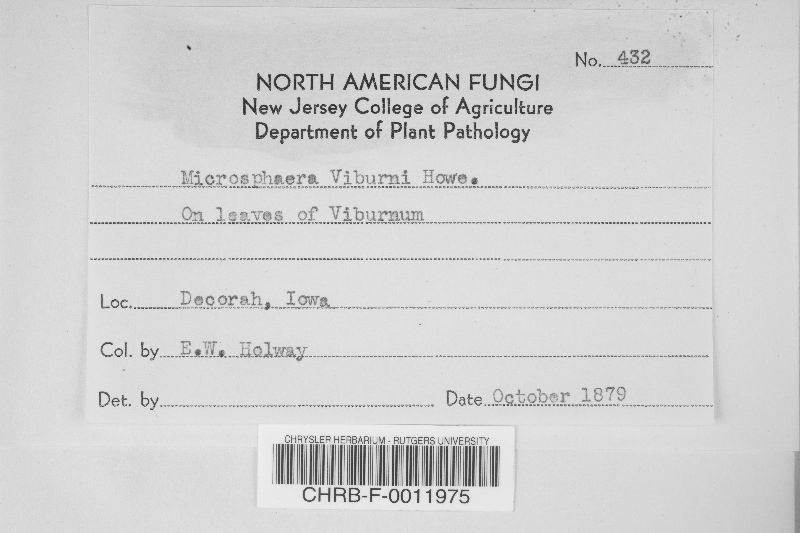 No. 432
NORTH AMERICAN FUNGI
New Jersey College of Agriculture
Department of Plant Pathology
Microsphaera Viburni Howe.
On leaves of Viburnum
Loc. Decorah, Iowa
Col. by E.W. Holway
Det. by Date October 1879
CHRYSLER HERBARIUM - RUTGERS UNIVERSITY
CHRB-F-0011975